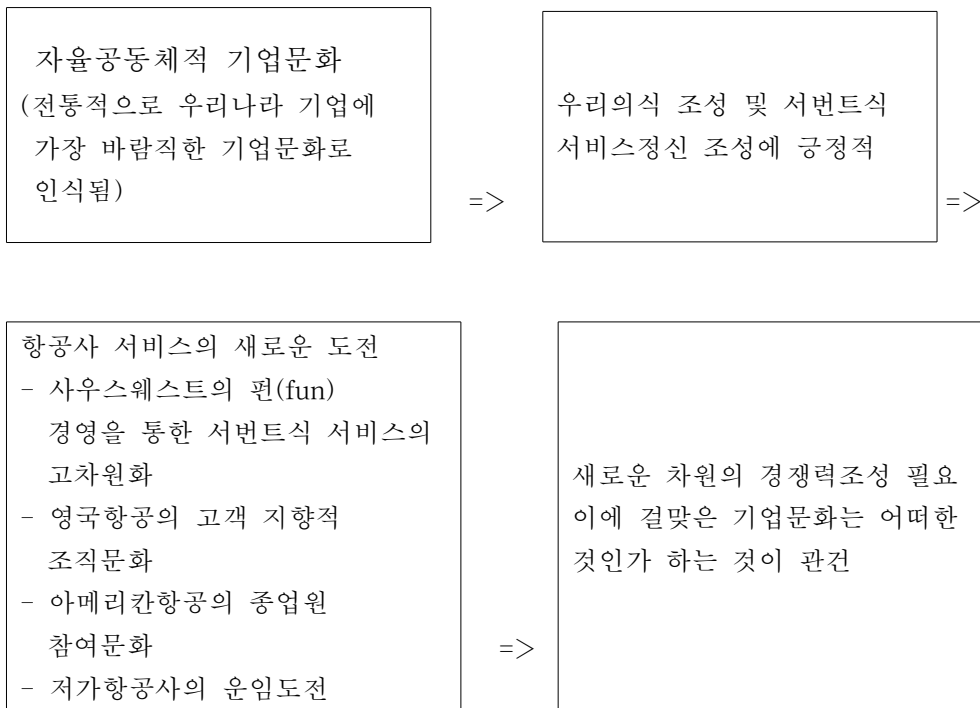 자율공동체적 기업문화
(전통적으로 우리나라 기업에
가장 바람직한 기업문화로
인식됨)
=>
우리의식 조성 및 서번트식
서비스정신 조성에 긍정적
=>
항공사 서비스의 새로운 도전
- 사우스웨스트의 펀(fun)
경영을 통한 서번트식 서비스의
고차원화
- 영국항공의 고객 지향적
조직문화
- 아메리칸항공의 종업원
참여문화
- 저가항공사의 운임도전
=>
새로운 차원의 경쟁력조성 필요
이에 걸맞은 기업문화는 어떠한
것인가 하는 것이 관건